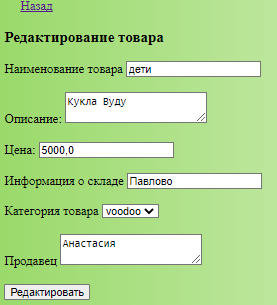 Назад
Редактирование товара
Наименование товара дети
Описание: Кукла Вуду
Цена: 5000,0
Информация о складе Павлово
Категория товара voodoo
Продавец Анастасия
Редактировать